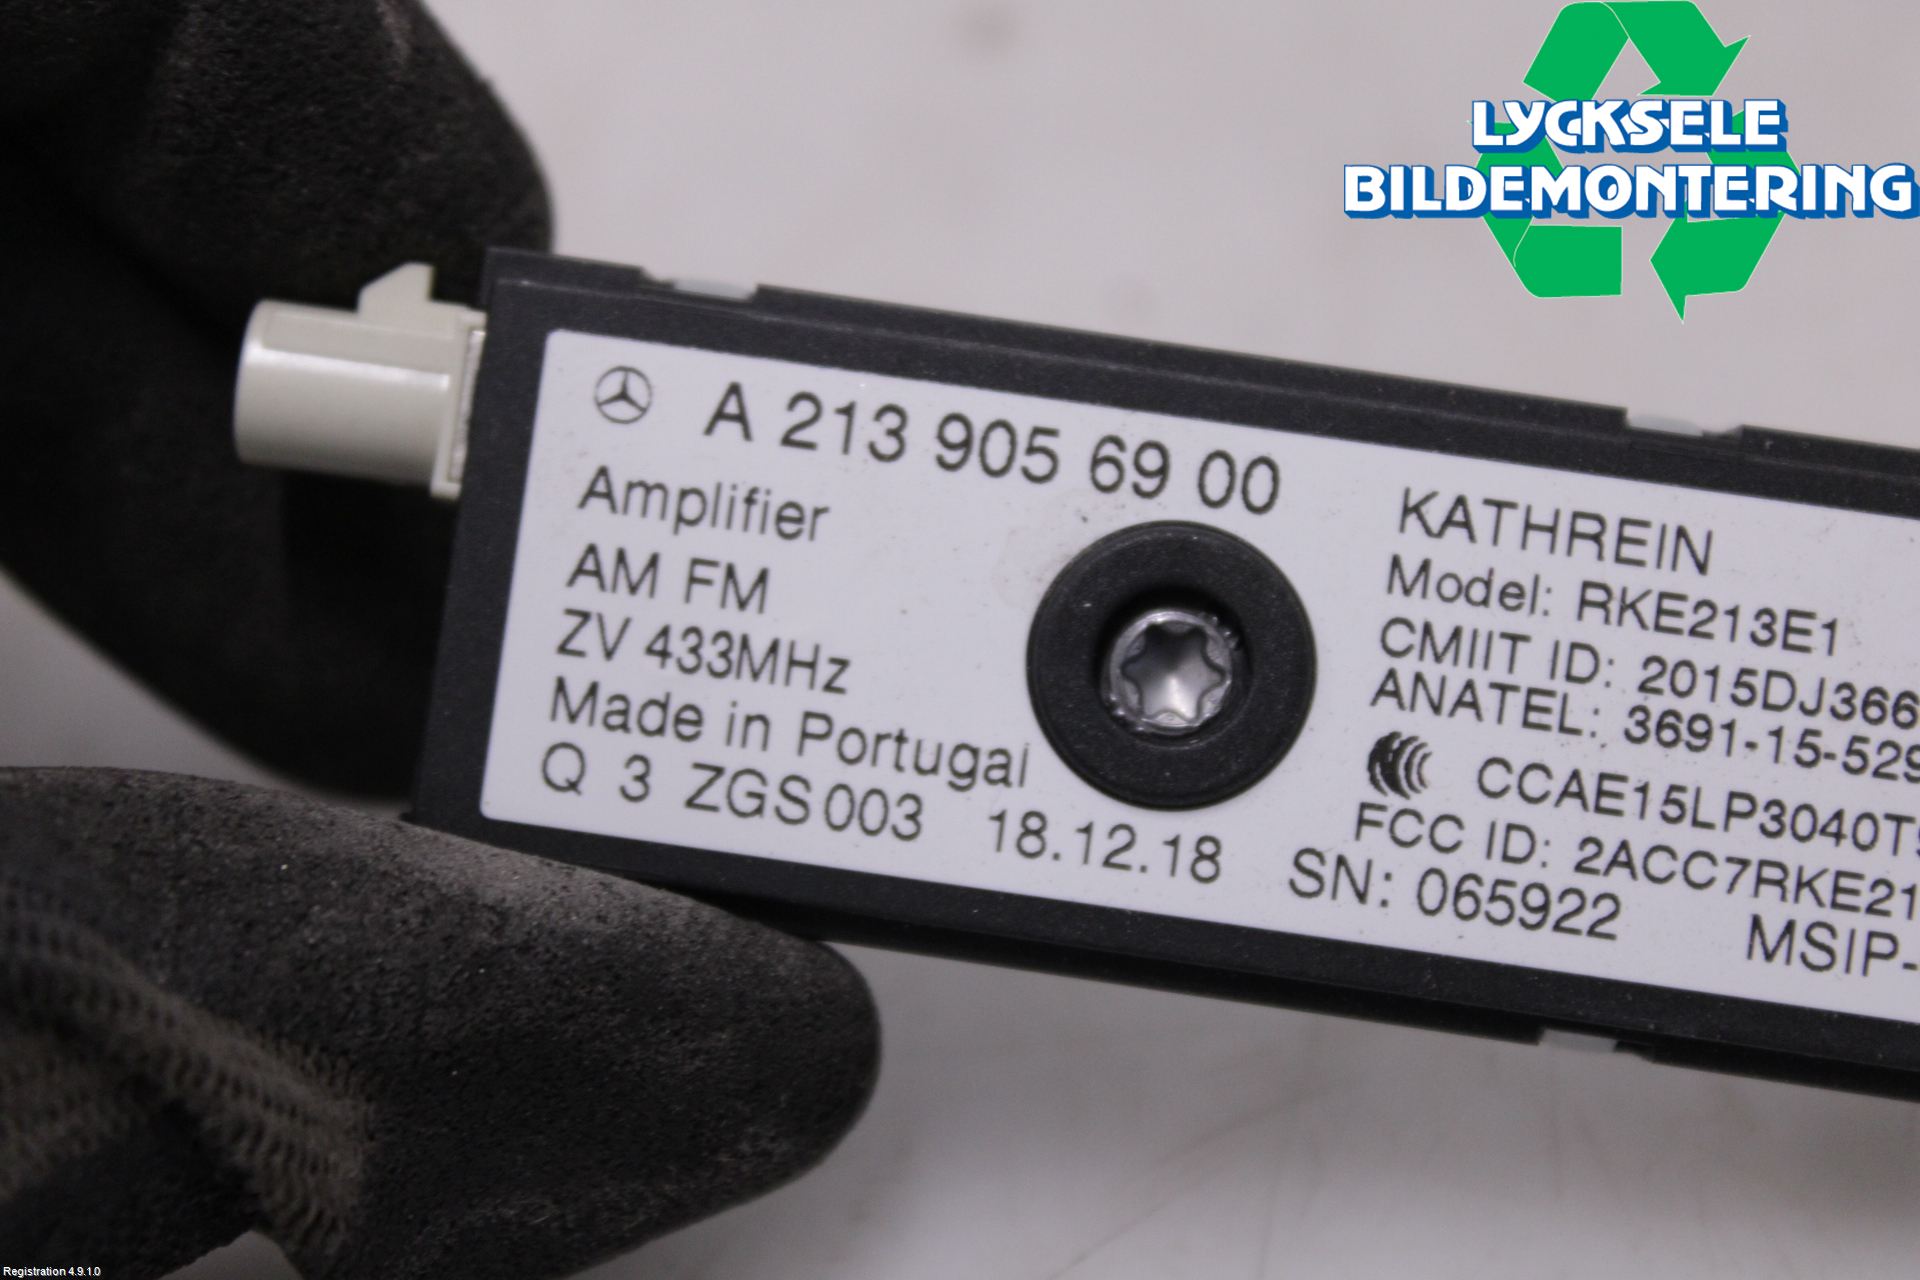 LYCKSELE
BILDEMONTERING
A 213 905 69 00
Amplifier
AM FM
ZV 433MHz
Made in Portugal
Q 3 ZGS003 18.12.18
KATHREIN
Model: RKE213E1
CMIIT ID: 2015DJ366
ANATEL: 3691-15-529
CCAE15LP3040T
FCC ID: 2ACC7RKE21
SN: 065922
MSIP-
Registration 4.9.1.0